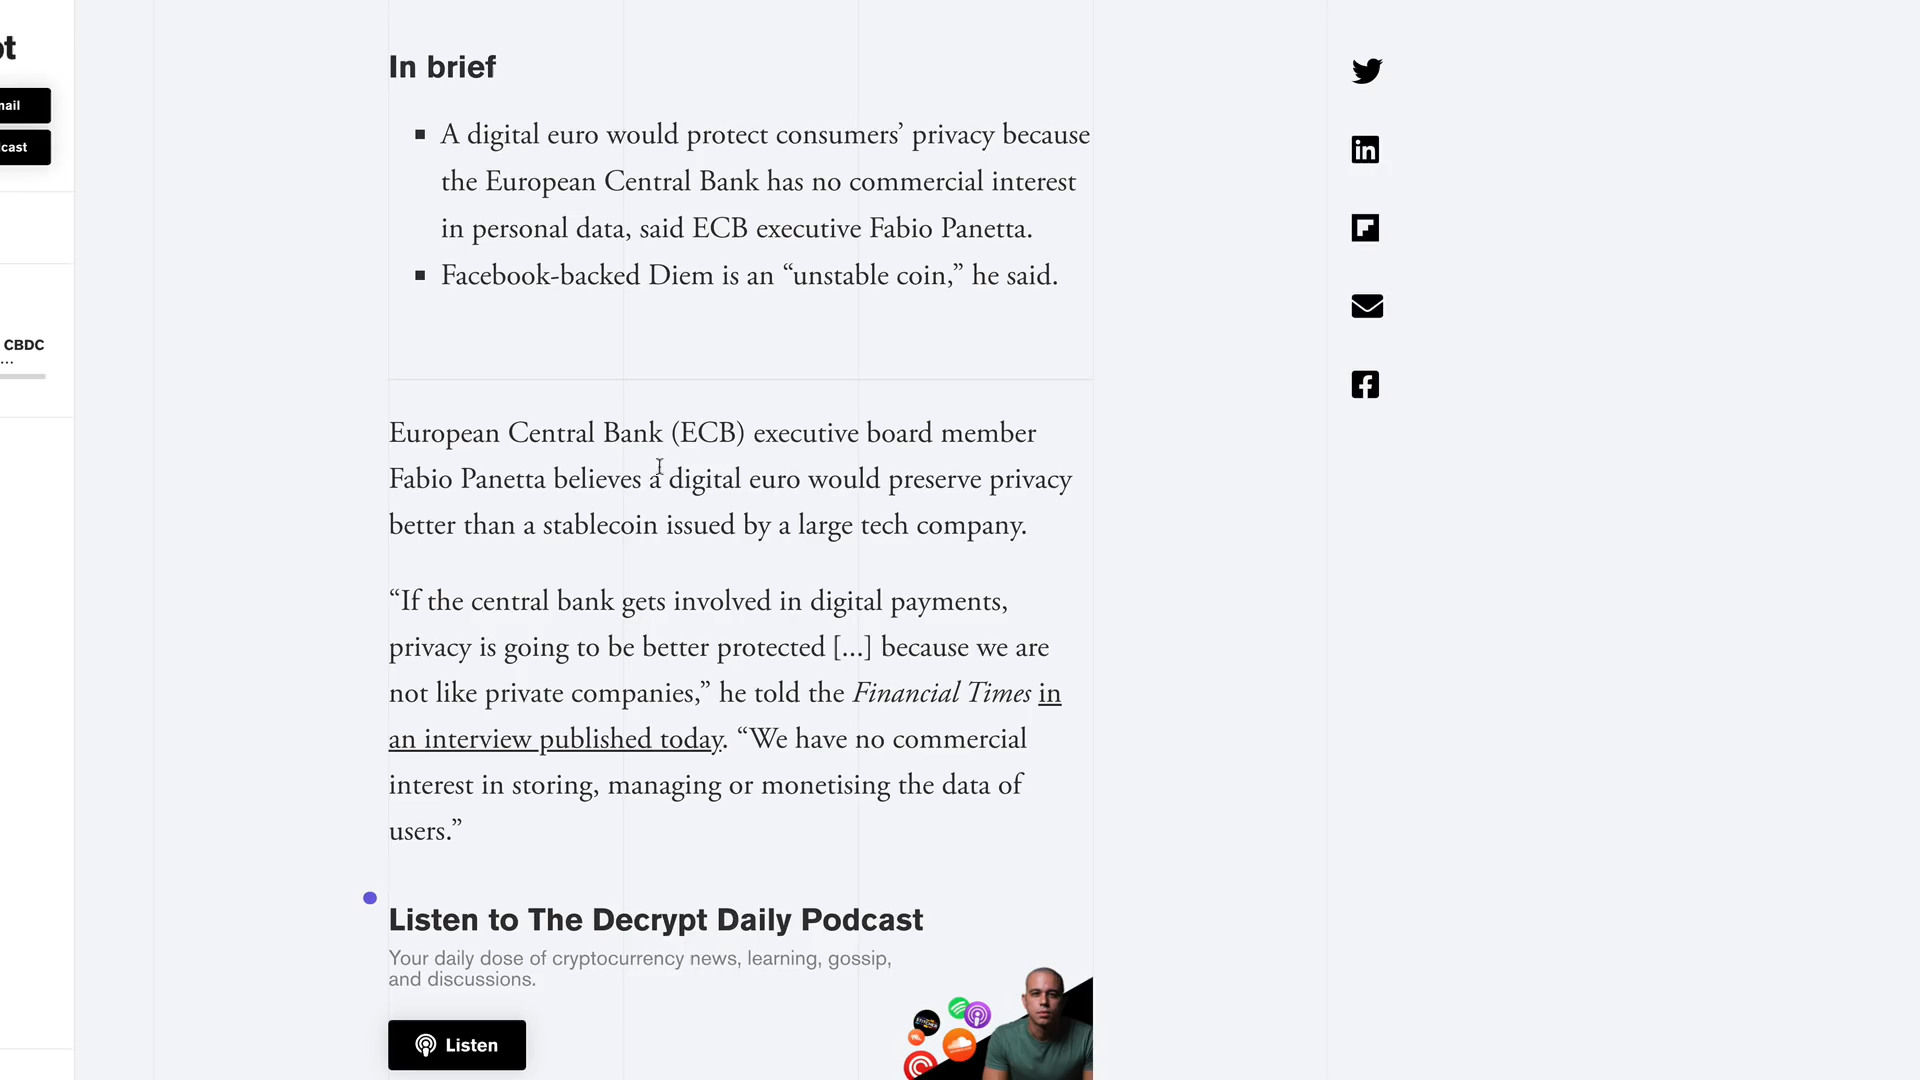 pt
nail
cast
CBDC
...
In brief
A digital euro would protect consumers’ privacy because
the European Central Bank has no commercial interest
in personal data, said ECB executive Fabio Panetta.
Facebook-backed Diem is an “unstable coin,” he said.
European Central Bank (ECB) executive board member
Fabio Panetta believes a digital euro would preserve privacy
better than a stablecoin issued by a large tech company.
“If the central bank gets involved in digital payments,
privacy is going to be better protected [...] because we are
not like private companies,” he told the Financial Times in
an interview published today. “We have no commercial
interest in storing, managing or monetising the data of
users.”
Listen to The Decrypt Daily Podcast
Your daily dose of cryptocurrency news, learning, gossip,
and discussions.
Listen